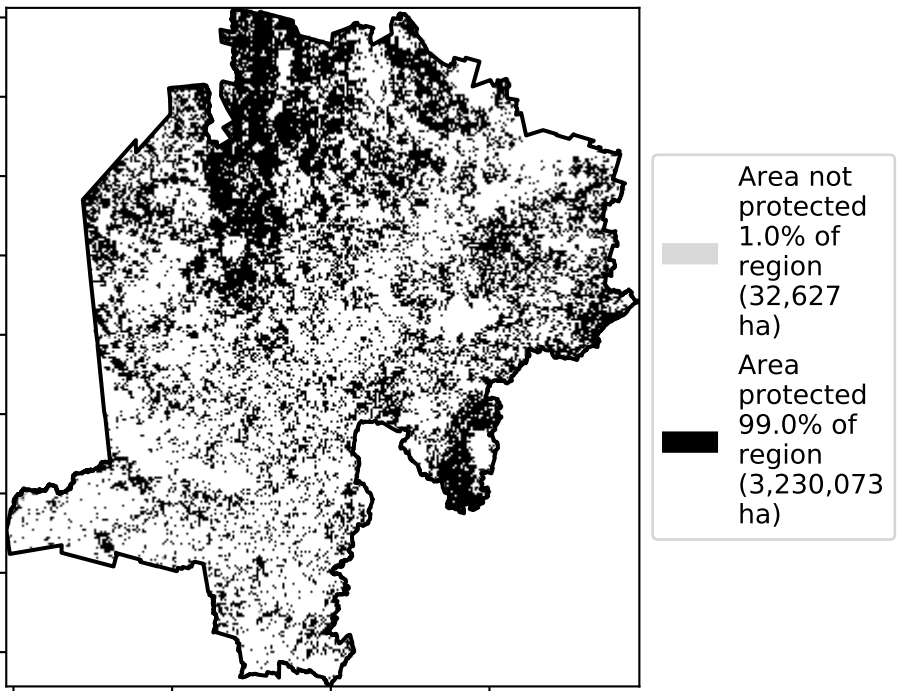 Area not
protected
1.0% of
region
(32,627
ha)
Area
protected
99.0% of
region
(3,230,073
ha)